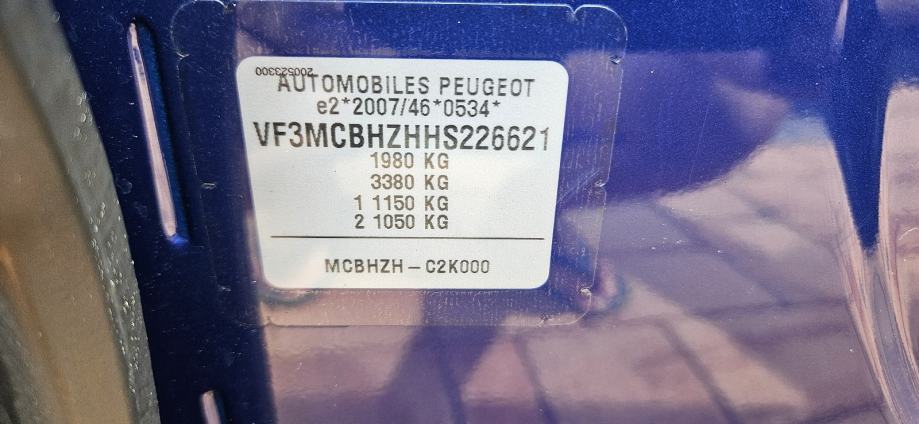 200523300
AUTOMOBILES PEUGEOT
e2*2007/46*0534*
VF3MCBHZHHS226621
1980 KG
3380 KG
1 1150 KG
2 1050 KG
MCBHZH-C2K000